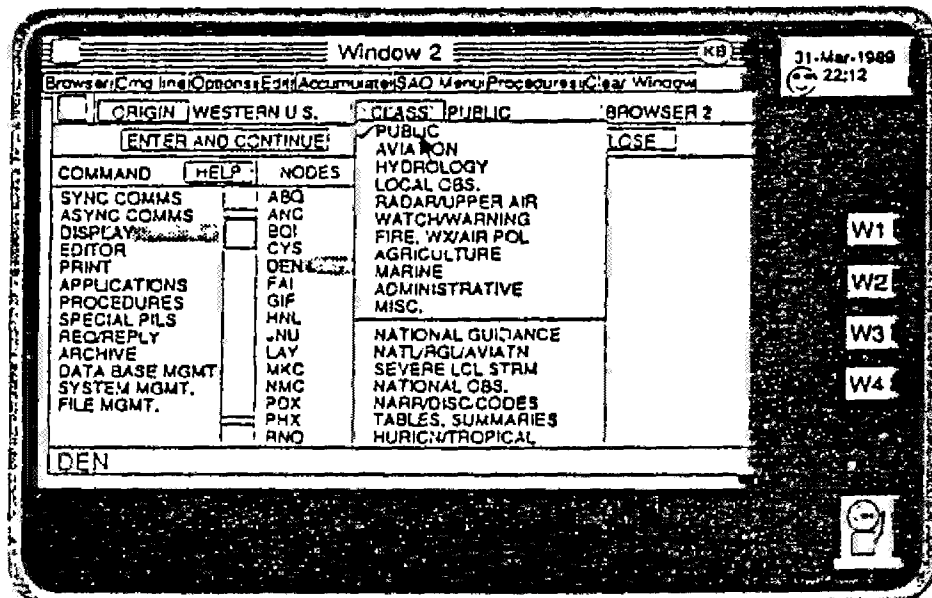 Window 2
KB
31-Mar-1989
22:12
Browser Cmd line Options Edit Accumulate SAO Menu Procedures Clear Window
ORIGIN WESTERN U S. CLASS PUBLIC BROWSER 2
ENTER AND CONTINUE
LOSE
COMMAND HELP NODES
SYNC COMMS
ASYNC COMMS
DISPLAY
EDITOR
PRINT
APPLICATIONS
PROCEDURES
SPECIAL PILS
REQ/REPLY
ARCHIVE
DATA BASE MGMT
SYSTEM MGMT.
FILE MGMT.
ABQ
ANC
BOI
CYS
DEN
FAI
GIF
HNL
JNU
LAY
MKC
NMC
PDX
PHX
RNO
PUBLIC
AVIATION
HYDROLOGY
LOCAL OBS.
RADAR/UPPER AIR
WATCH/WARNING
FIRE, WX/AIR POL
AGRICULTURE
MARINE
ADMINISTRATIVE
MISC.
NATIONAL GUIDANCE
NATL/RGL/AVIATN
SEVERE LCL STRM
NATIONAL OBS.
NARR/DISC.CODES
TABLES, SUMMARIES
HURICN/TROPICAL
DEN
W1
W2
W3
W4